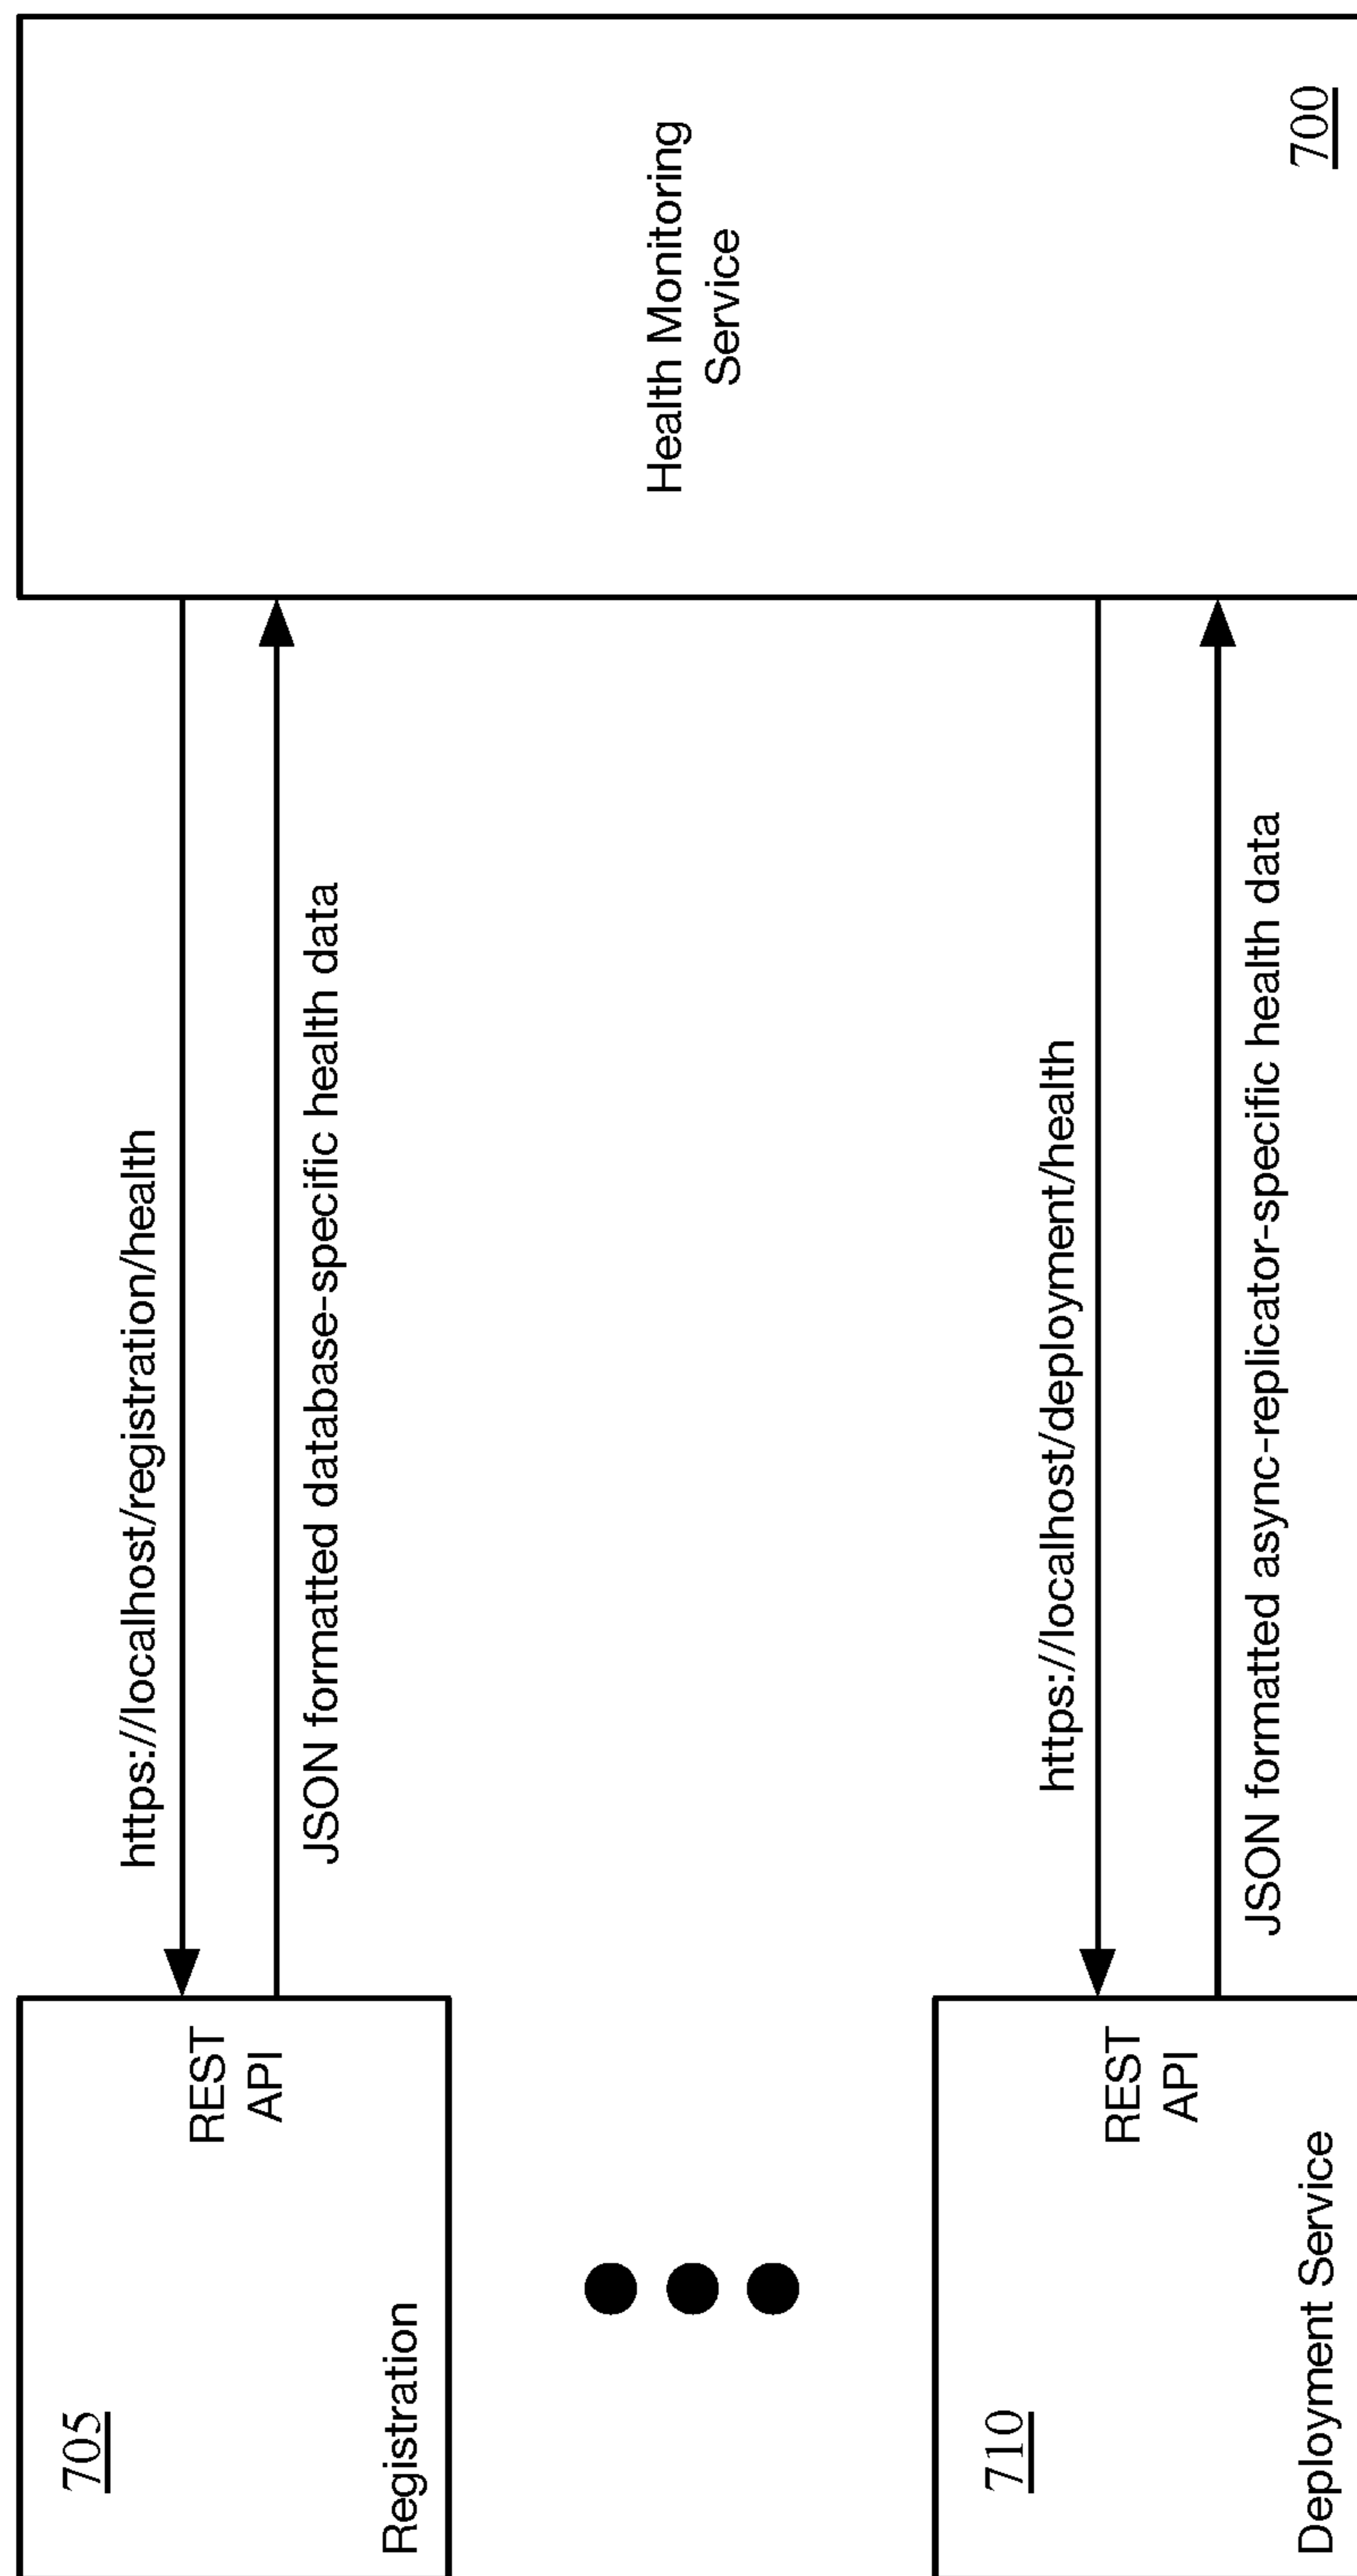 705
REST
API
Registration
https://localhost/registration/health
JSON formatted database-specific health data
Health Monitoring
Service
700
710
REST
API
Deployment Service
https://localhost/deployment/health
JSON formatted async-replicator-specific health data